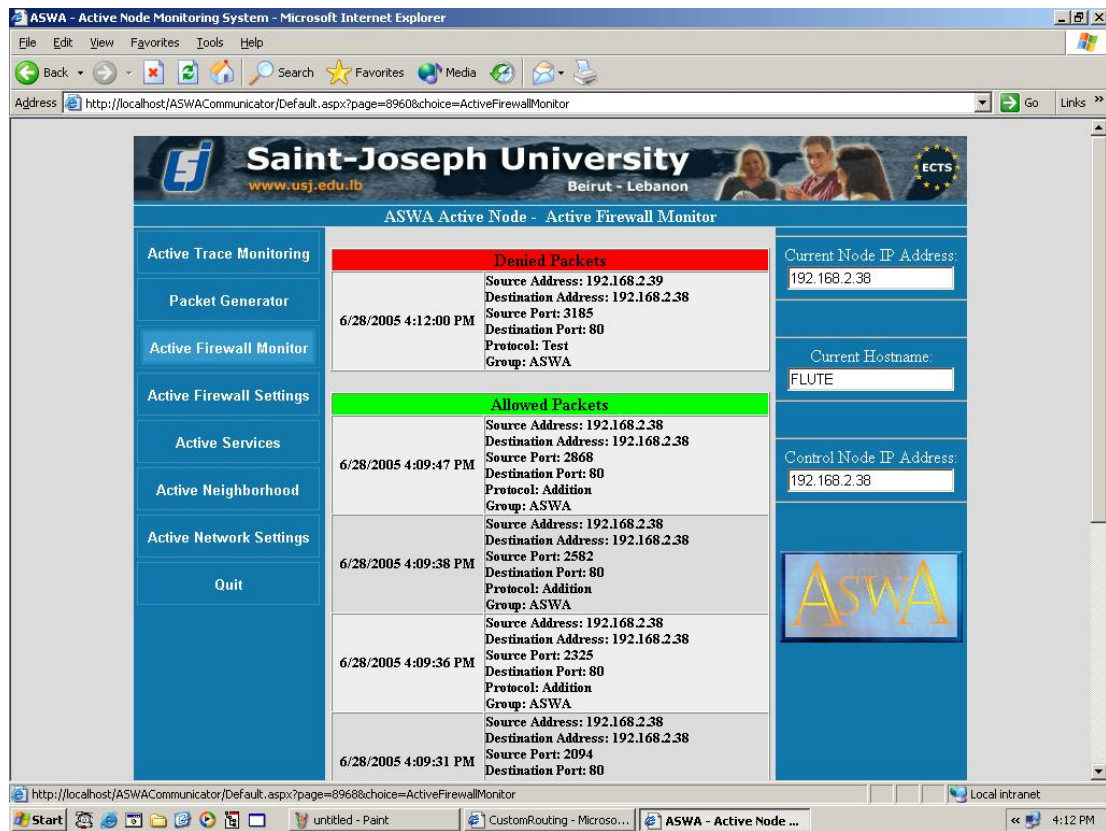 ASWA - Active Node Monitoring System - Microsoft Internet Explorer
File Edit View Favorites Tools Help
Back Search Favorites Media
Address http://localhost/ASWACommunicator/Default.aspx?page=8960&choice=ActiveFirewallMonitor Go Links »
Saint-Joseph University
www.usj.edu.lb Beirut - Lebanon
ECTS
ASWA Active Node - Active Firewall Monitor
Active Trace Monitoring
Packet Generator
Active Firewall Monitor
Active Firewall Settings
Active Services
Active Neighborhood
Active Network Settings
Quit
Denied Packets
6/28/2005 4:12:00 PM
Source Address: 192.168.2.39
Destination Address: 192.168.2.38
Source Port: 3185
Destination Port: 80
Protocol: Test
Group: ASWA
Allowed Packets
6/28/2005 4:09:47 PM
Source Address: 192.168.2.38
Destination Address: 192.168.2.38
Source Port: 2868
Destination Port: 80
Protocol: Addition
Group: ASWA
6/28/2005 4:09:38 PM
Source Address: 192.168.2.38
Destination Address: 192.168.2.38
Source Port: 2582
Destination Port: 80
Protocol: Addition
Group: ASWA
6/28/2005 4:09:36 PM
Source Address: 192.168.2.38
Destination Address: 192.168.2.38
Source Port: 2325
Destination Port: 80
Protocol: Addition
Group: ASWA
6/28/2005 4:09:31 PM
Source Address: 192.168.2.38
Destination Address: 192.168.2.38
Source Port: 2094
Destination Port: 80
Current Node IP Address:
192.168.2.38
Current Hostname:
FLUTE
Control Node IP Address:
192.168.2.38
ASWA
http://localhost/ASWACommunicator/Default.aspx?page=8968&choice=ActiveFirewallMonitor Local intranet
Start untitled - Paint CustomRouting - Microso... ASWA - Active Node ... « 4:12 PM